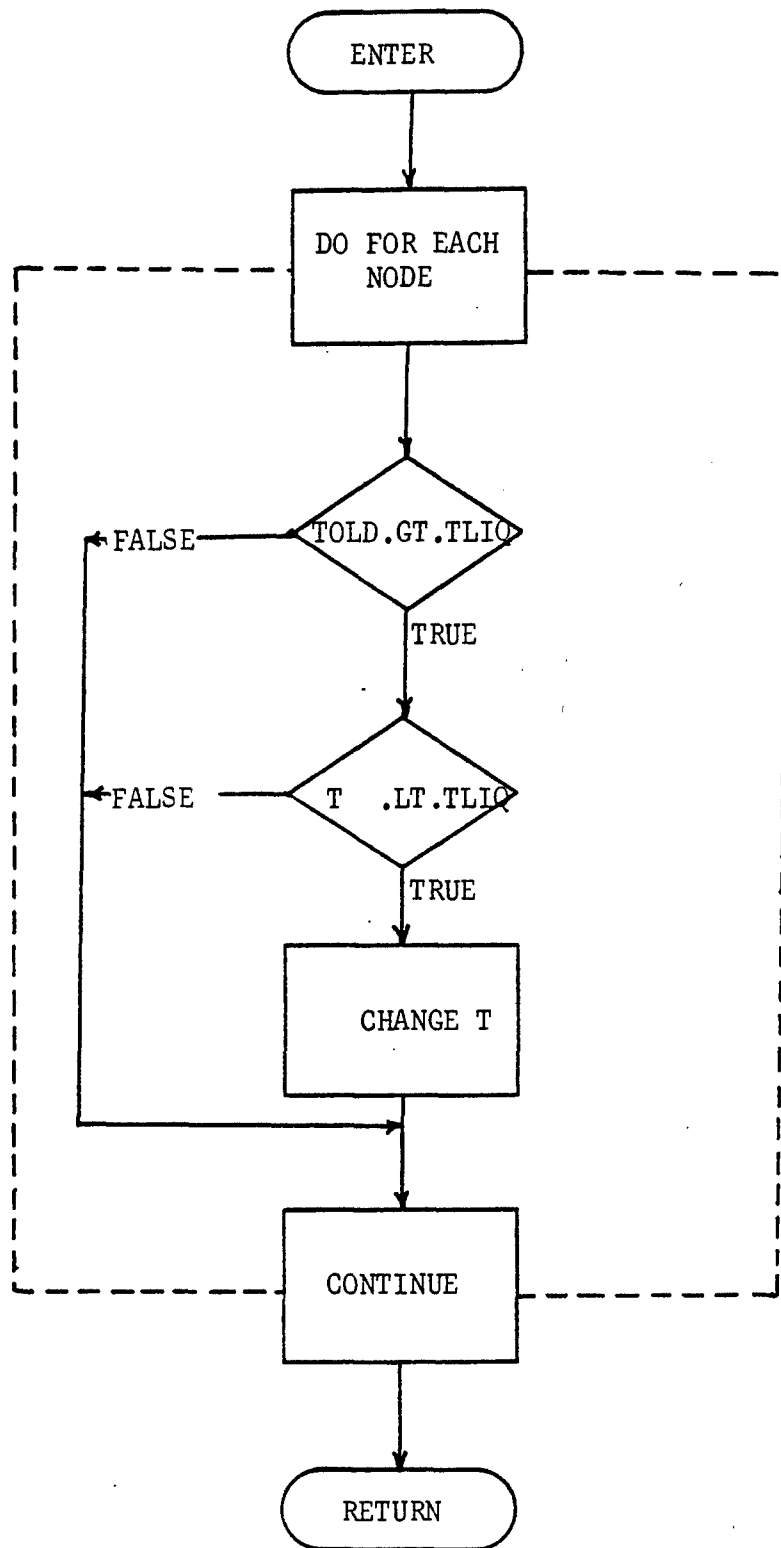 ENTER
DO FOR EACH
NODE
TOLD.GT.TLIQ
FALSE
TRUE
T .LT.TLIQ
FALSE
TRUE
CHANGE T
CONTINUE
RETURN